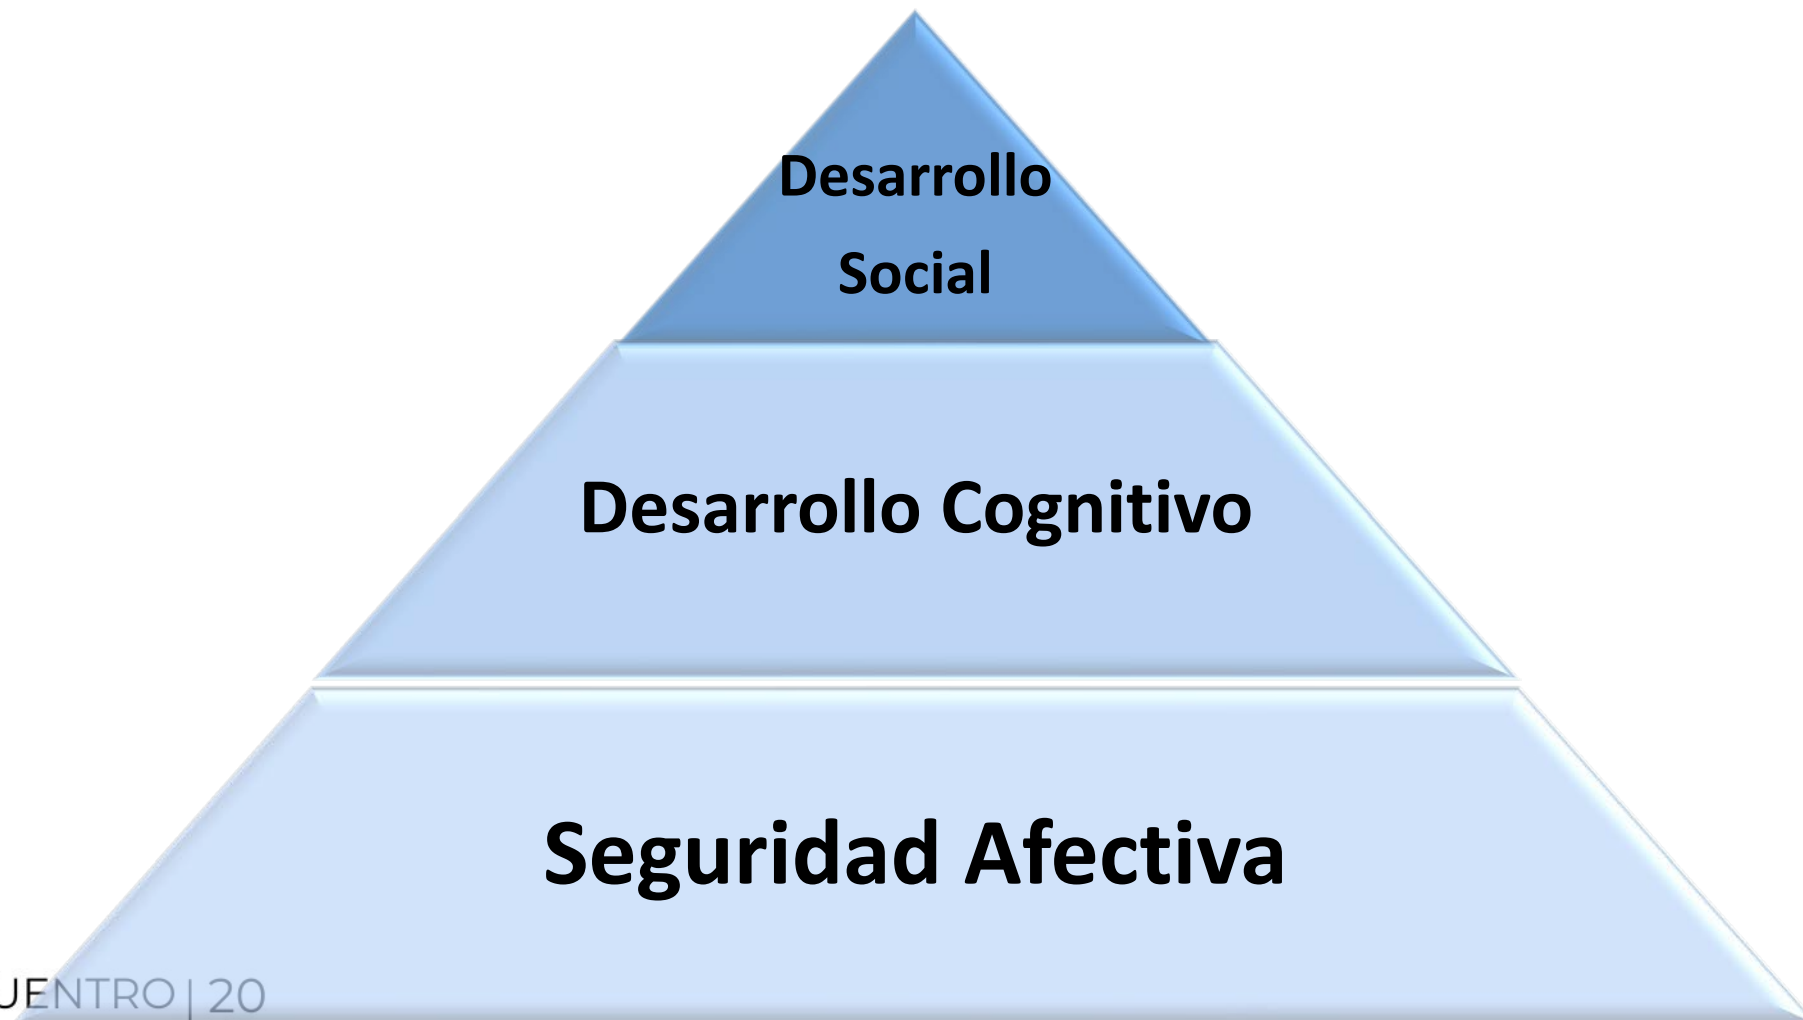 Desarrollo
Social
Desarrollo Cognitivo
Seguridad Afectiva
UENTRO | 20